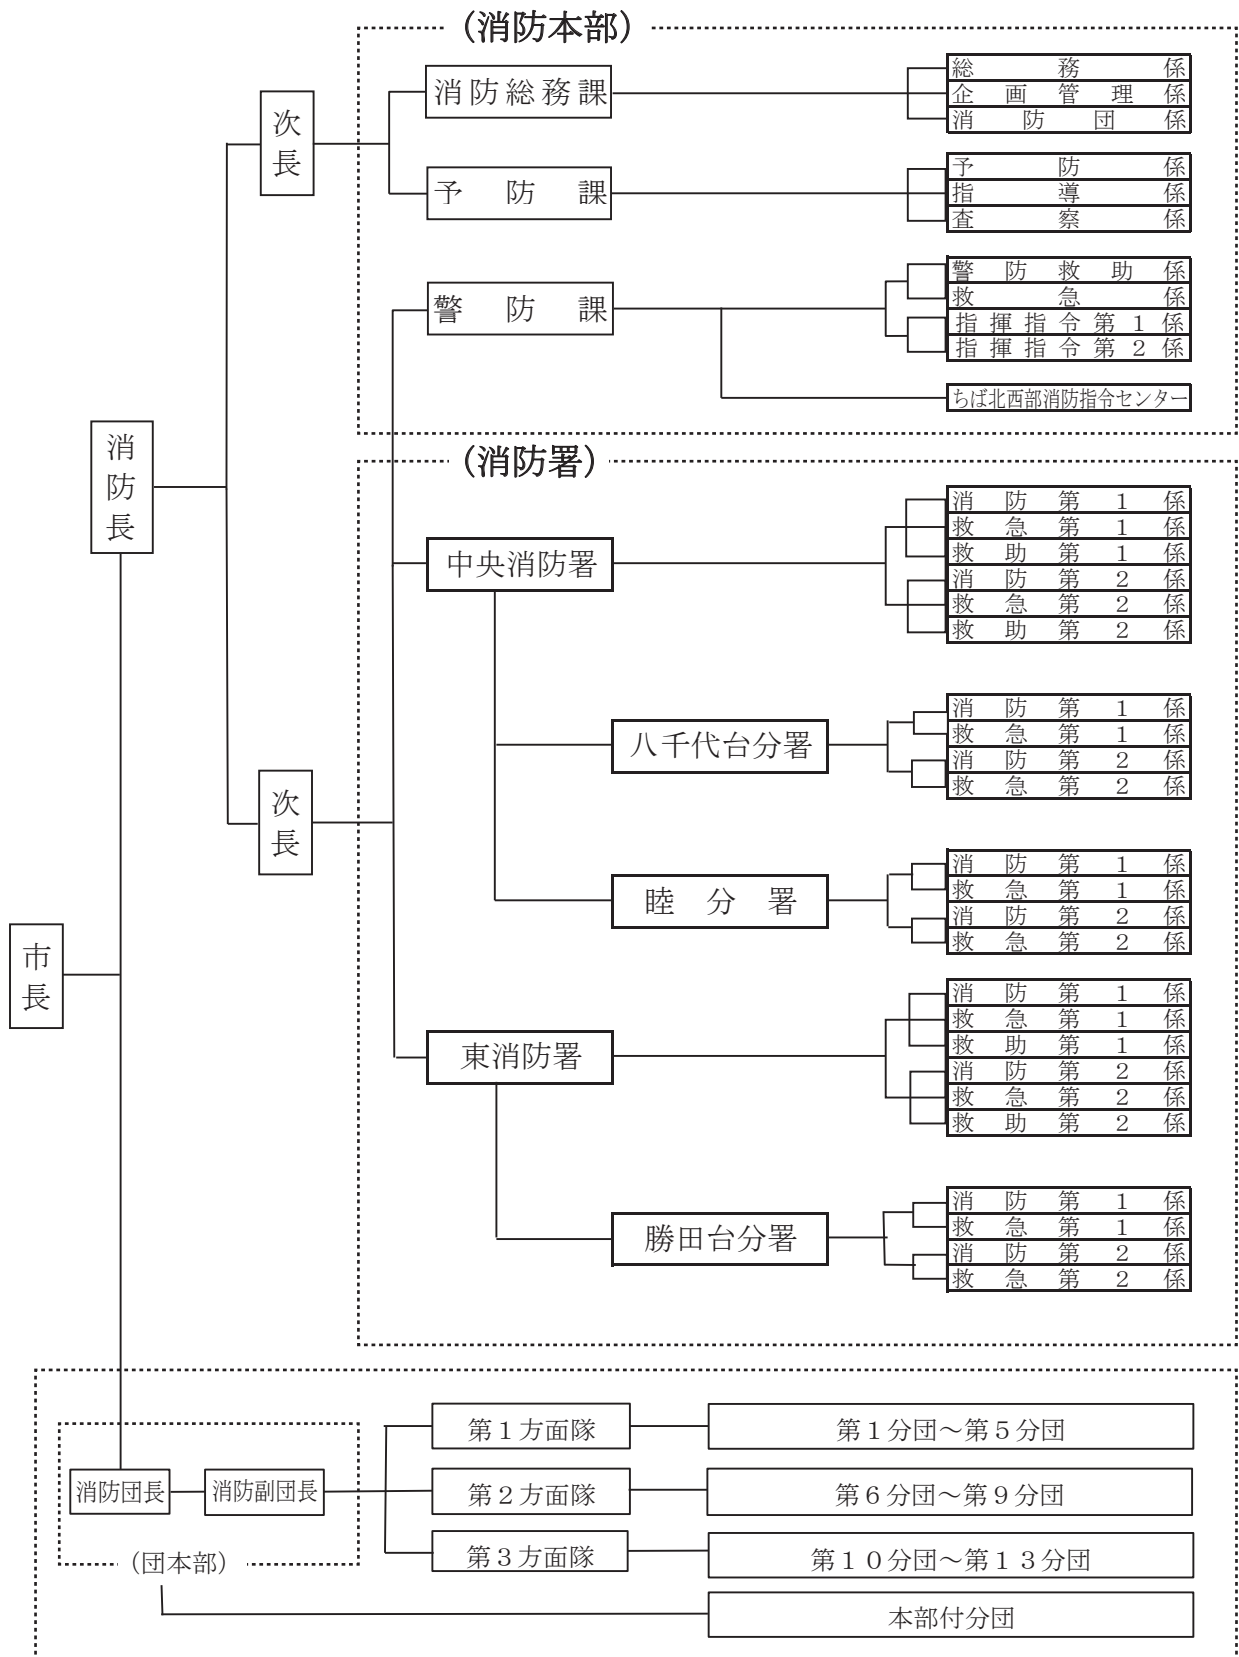 （消防本部）
消防総務課
総務係
企画管理係
消防団係
次長
予防課
予防係
指導係
査察係
警防課
警防救助係
救急係
指揮指令第１係
指揮指令第２係
ちば北西部消防指令センター
消防長
（消防署）
中央消防署
消防第１係
救急第１係
救助第１係
消防第２係
救急第２係
救助第２係
八千代台分署
消防第１係
救急第１係
消防第２係
救急第２係
次長
睦分署
消防第１係
救急第１係
消防第２係
救急第２係
市長
東消防署
消防第１係
救急第１係
救助第１係
消防第２係
救急第２係
救助第２係
勝田台分署
消防第１係
救急第１係
消防第２係
救急第２係
第１方面隊
第１分団～第５分団
消防団長
消防副団長
第２方面隊
第６分団～第９分団
第３方面隊
第１０分団～第１３分団
（団本部）
本部付分団